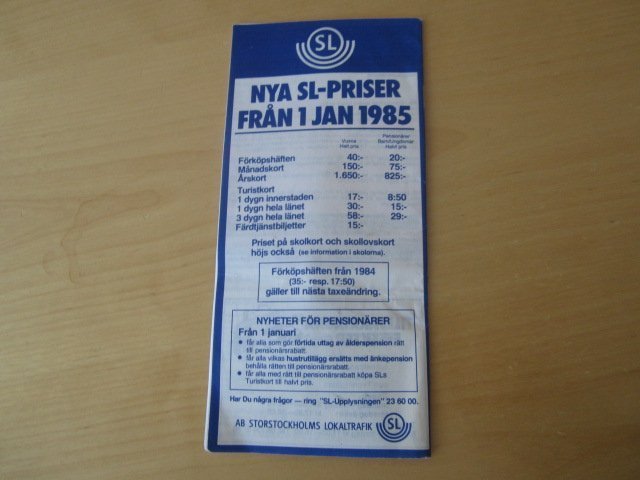 SL
NYA SL-PRISER
FRÅN 1 JAN 1985
Vuxna Pensionärer
Helt pris Barn/ungdomar
Halvt pris
Förköpshäften 40:- 20:-
Månadskort 150:- 75:-
Årskort 1.650:- 825:-
Turistkort
1 dygn innerstaden 17:- 8:50
1 dygn hela länet 30:- 15:-
3 dygn hela länet 58:- 29:-
Färdtjänstbiljetter 15:-
Priset på skolkort och skollovskort
höjs också (se information i skolorna).
Förköpshäften från 1984
(35:- resp. 17:50)
gäller till nästa taxeändring.
NYHETER FÖR PENSIONÄRER
Från 1 januari
• får alla som gör förtida uttag av ålderspension rätt
till pensionärsrabatt.
• får alla vilkas hustrutillägg ersätts med änkepension
behålla rätten till pensionärsrabatt.
• får alla med rätt till pensionärsrabatt köpa SLs
Turistkort till halvt pris.
Har Du några frågor — ring "SL-Upplysningen" 23 60 00.
AB STORSTOCKHOLMS LOKALTRAFIK SL